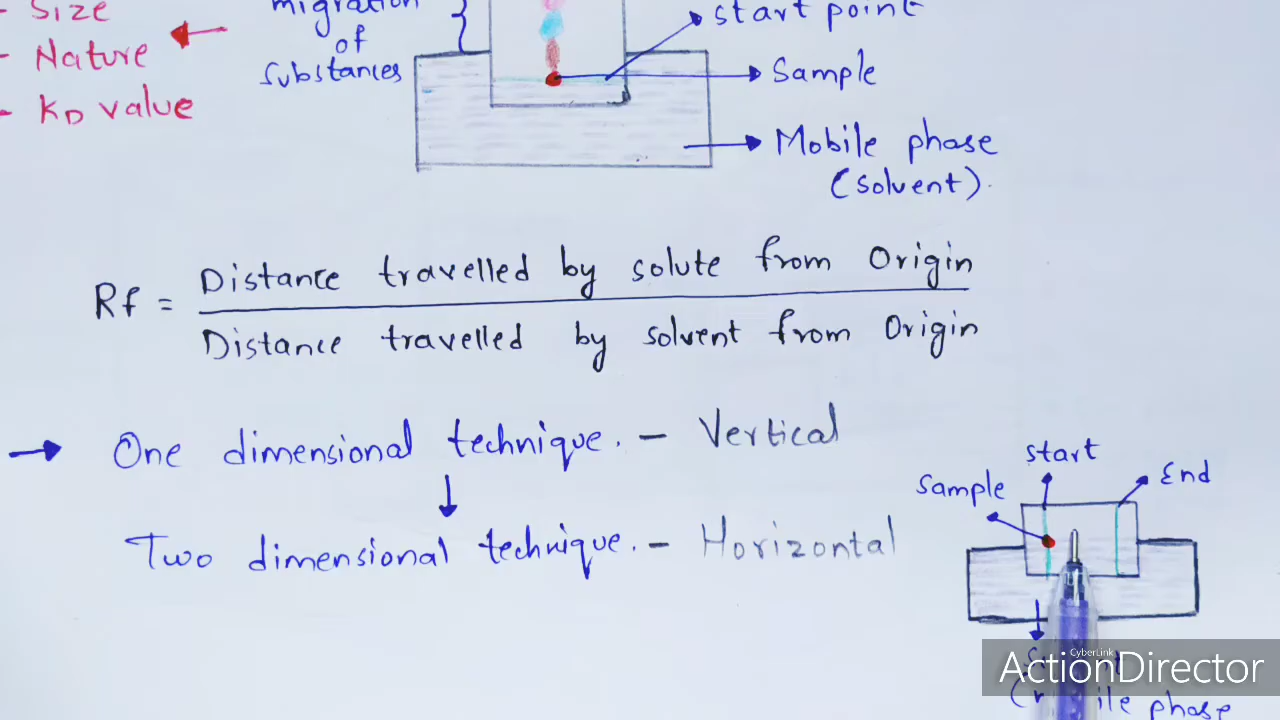 - Size
- Nature
- KD value
migration
of
substances
start point
Sample
Mobile phase
(solvent).
Rf = Distance travelled by solute from Origin
Distance travelled by solvent from Origin
→ One dimensional technique. - Vertical
↓
Two dimensional technique. - Horizontal
start
Sample
End
phase
CyberLink
ActionDirector